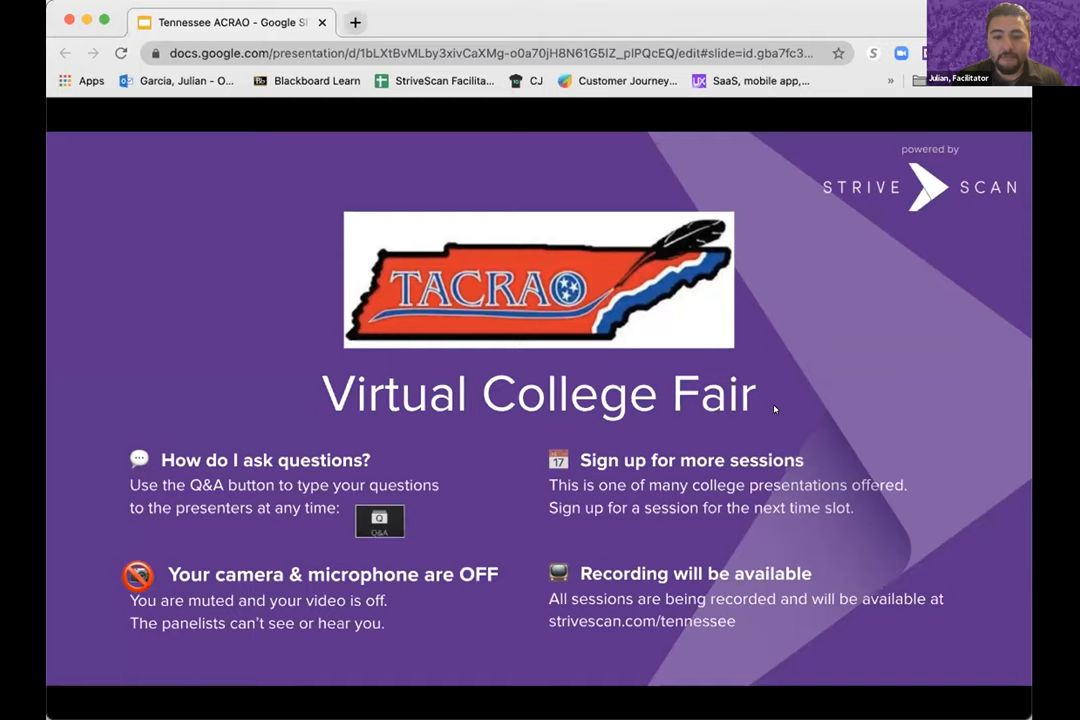 Tennessee ACRAO - Google Sl
docs.google.com/presentation/d/1bLXtBvMLby3xivCaXMg-o0a70jH8N61G5IZ_pIPQcEQ/edit#slide=id.gba7fc3...
Apps Garcia, Julian - O... Blackboard Learn StriveScan Facilita... CJ Customer Journey... SaaS, mobile app,... »
Julian, Facilitator
powered by
STRIVE SCAN
TACRAO
Virtual College Fair
How do I ask questions?
Use the Q&A button to type your questions
to the presenters at any time:
Q&A
Sign up for more sessions
This is one of many college presentations offered.
Sign up for a session for the next time slot.
Your camera & microphone are OFF
You are muted and your video is off.
The panelists can't see or hear you.
Recording will be available
All sessions are being recorded and will be available at
strivescan.com/tennessee